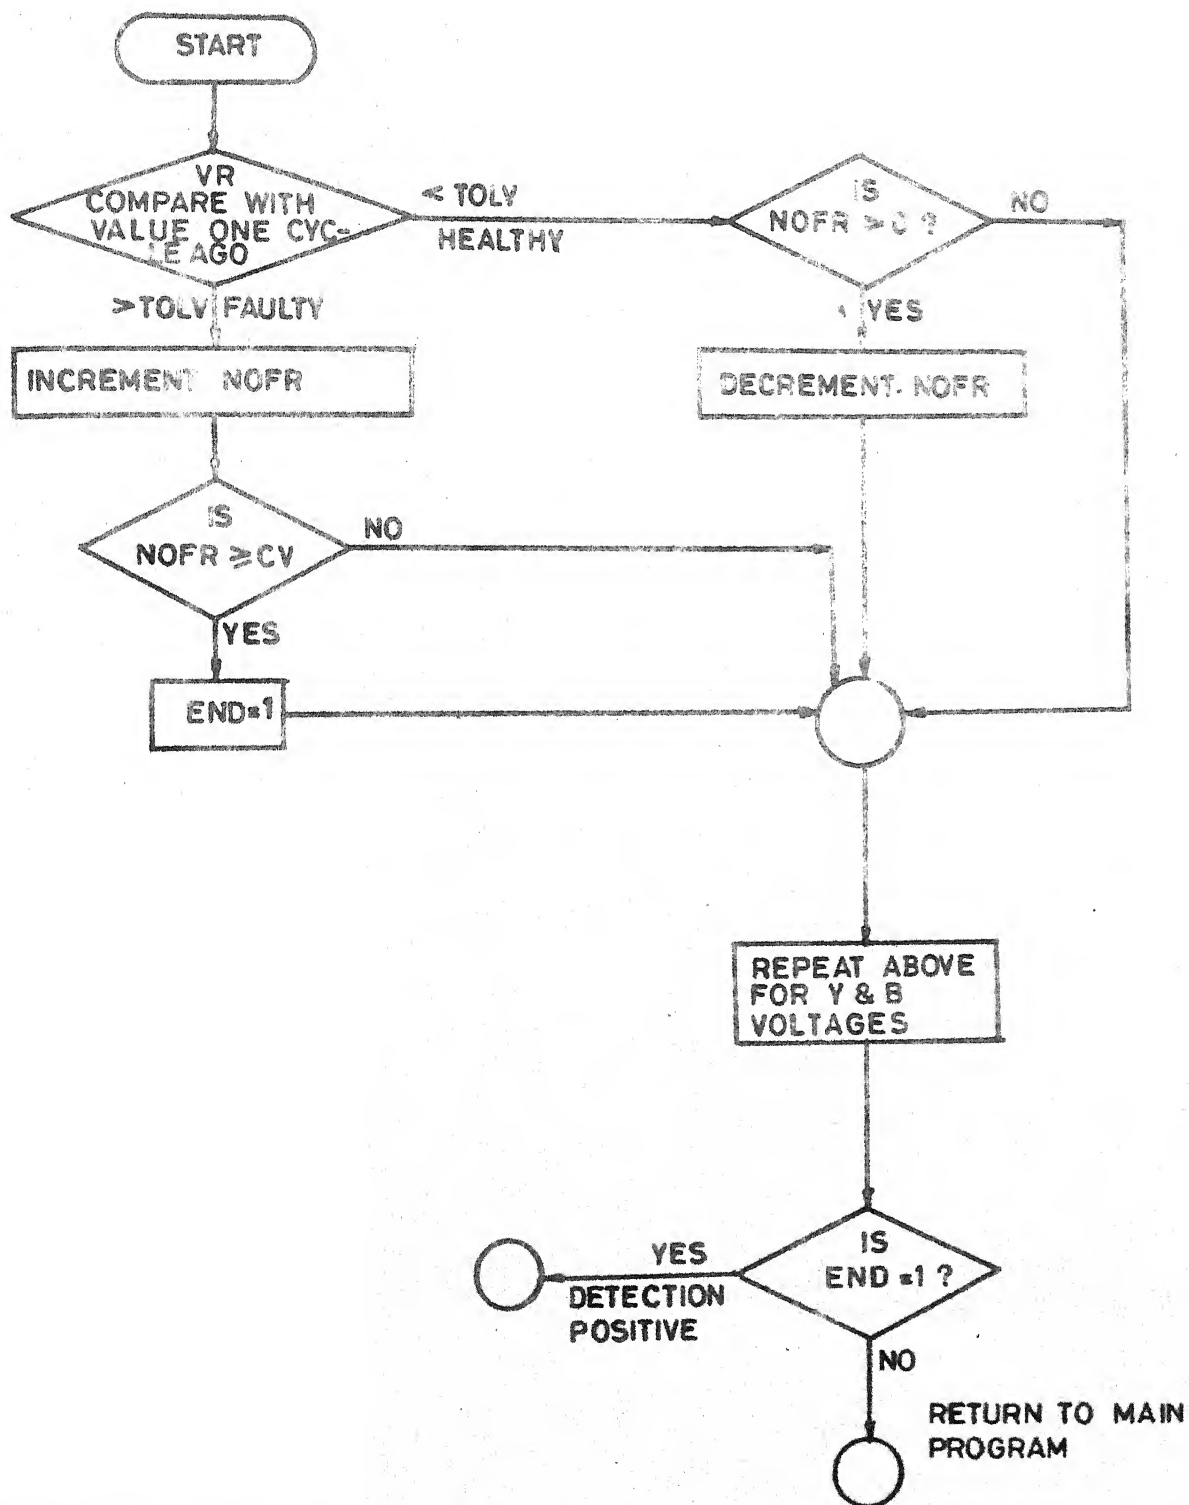 START
VR
COMPARE WITH
VALUE ONE CYC-
LE AGO
< TOLV
HEALTHY
IS
NOFR ≥ 0 ?
NO
>TOLV FAULTY
YES
INCREMENT NOFR
DECREMENT NOFR
IS
NOFR ≥ CV
NO
YES
END=1
REPEAT ABOVE
FOR Y & B
VOLTAGES
IS
END =1 ?
YES
DETECTION
POSITIVE
NO
RETURN TO MAIN
PROGRAM